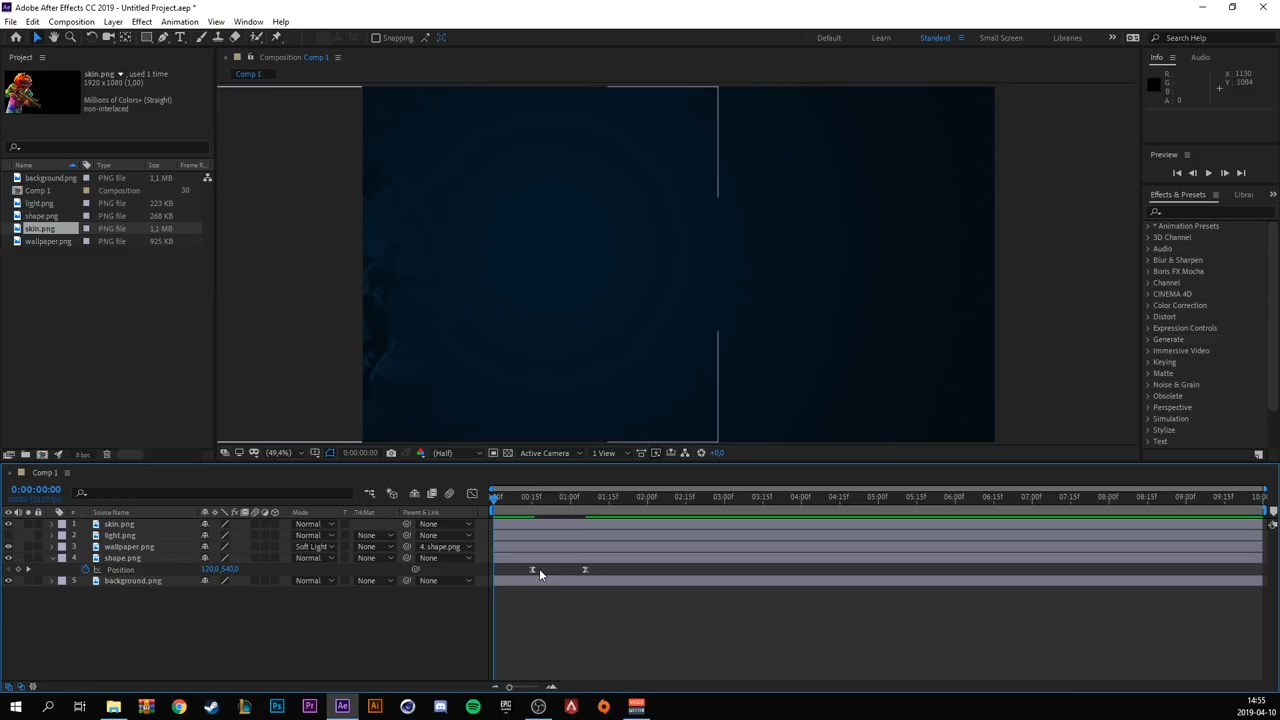 Adobe After Effects CC 2019 - Untitled Project.aep *
File Edit Composition Layer Effect Animation View Window Help
Snapping
Default Learn Standard Small Screen Libraries Search Help
Project
Composition Comp 1
Info Audio
skin.png , used 1 time
1920 x 1080 (1,00)
Comp 1
R: X: 1130
G: Y: 1084
B:
A: 0
Millions of Colors+ (Straight)
non-interlaced
Preview
Name Type Size Frame R..
background.png PNG file 1,1 MB
Comp 1 Composition 30
light.png PNG file 223 KB
shape.png PNG file 268 KB
skin.png PNG file 1,1 MB
wallpaper.png PNG file 925 KB
Effects & Presets Librar
* Animation Presets
3D Channel
Audio
Blur & Sharpen
Boris FX Mocha
Channel
CINEMA 4D
Color Correction
Distort
Expression Controls
Generate
Immersive Video
Keying
Matte
Noise & Grain
Obsolete
Perspective
Simulation
Stylize
Text
8 bpc
(49,4%) 0:00:00:00 (Half) Active Camera 1 View +0,0
Comp 1
0:00:00:00
00:15f 01:00f 01:15f 02:00f 02:15f 03:00f 03:15f 04:00f 04:15f 05:00f 05:15f 06:00f 06:15f 07:00f 07:15f 08:00f 08:15f 09:00f 09:15f
# Source Name Mode T .TrkMat Parent & Link
1 skin.png Normal None
2 light.png Normal None None
3 wallpaper.png Soft Light None 4. shape.png
4 shape.png Normal None None
Position 120,0,540,0
5 background.png Normal None None
14:55
2019-04-10